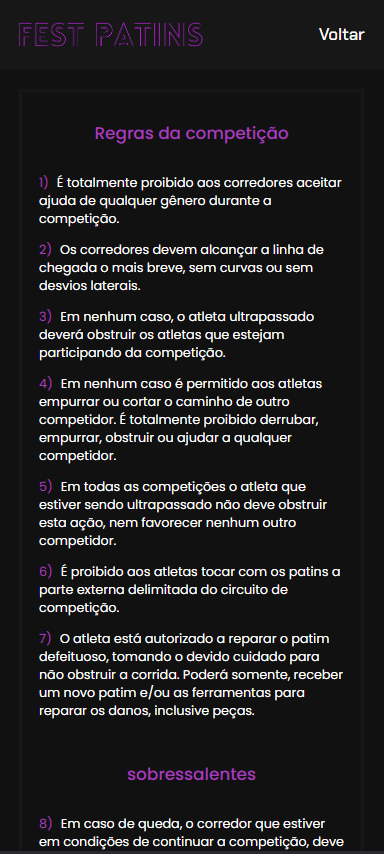 FEST PATINS
Voltar
Regras da competição
1) É totalmente proibido aos corredores aceitar
ajuda de qualquer gênero durante a
competição.
2) Os corredores devem alcançar a linha de
chegada o mais breve, sem curvas ou sem
desvios laterais.
3) Em nenhum caso, o atleta ultrapassado
deverá obstruir os atletas que estejam
participando da competição.
4) Em nenhum caso é permitido aos atletas
empurrar ou cortar o caminho de outro
competidor. É totalmente proibido derrubar,
empurrar, obstruir ou ajudar a qualquer
competidor.
5) Em todas as competições o atleta que
estiver sendo ultrapassado não deve obstruir
esta ação, nem favorecer nenhum outro
competidor.
6) É proibido aos atletas tocar com os patins a
parte externa delimitada do circuito de
competição.
7) O atleta está autorizado a reparar o patim
defeituoso, tomando o devido cuidado para
não obstruir a corrida. Poderá somente, receber
um novo patim e/ou as ferramentas para
reparar os danos, inclusive peças.
sobressalentes
8) Em caso de queda, o corredor que estiver
em condições de continuar a competição, deve